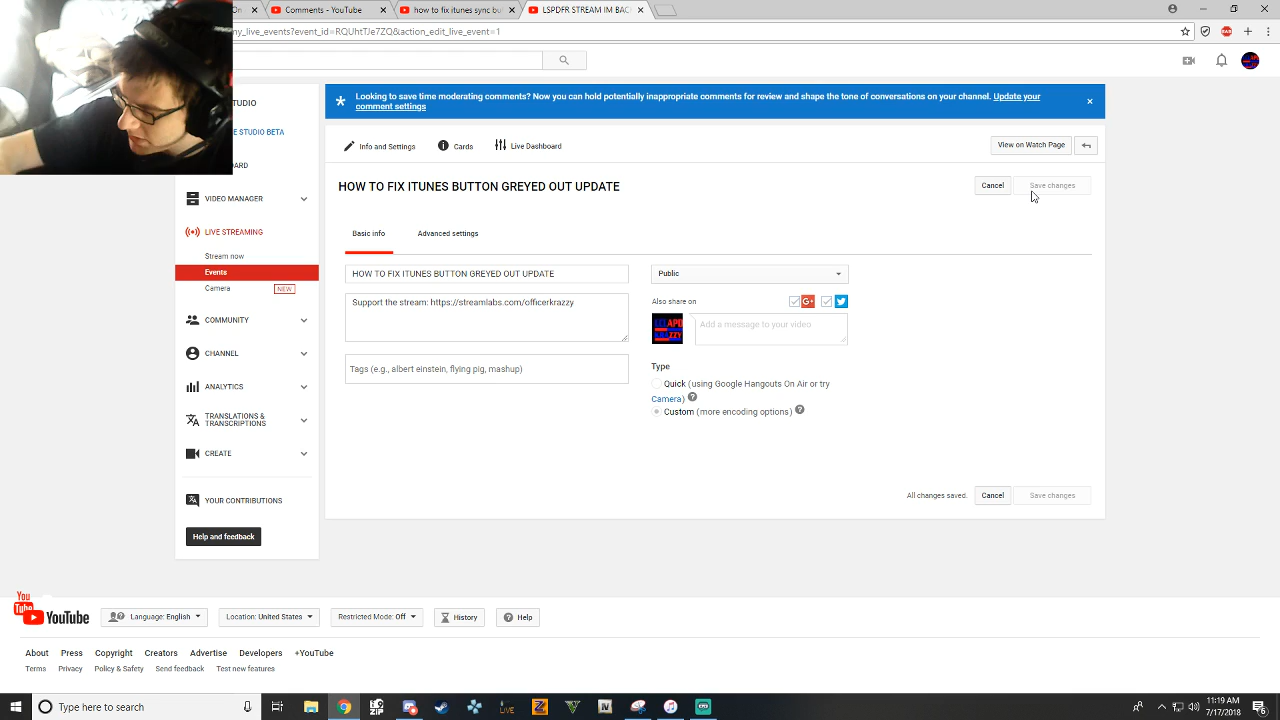 On
Comments - YouTube
how to fix itunes sync bu
LSPDFR STREAM IM BAC
my_live_events?event_id=RQUhtTJe7ZQ&action_edit_live_event=1
STUDIO
Looking to save time moderating comments? Now you can hold potentially inappropriate comments for review and shape the tone of conversations on your channel. Update your
comment settings
E STUDIO BETA
Info and Settings
Cards
Live Dashboard
View on Watch Page
OARD
HOW TO FIX ITUNES BUTTON GREYED OUT UPDATE
Cancel
Save changes
VIDEO MANAGER
LIVE STREAMING
Basic info
Advanced settings
Stream now
Events
HOW TO FIX ITUNES BUTTON GREYED OUT UPDATE
Public
Camera
NEW
Support the stream: https://streamlabs.com/officerkrazzy
Also share on
G+
COMMUNITY
Add a message to your video
CHANNEL
Tags (e.g., albert einstein, flying pig, mashup)
Type
ANALYTICS
Quick (using Google Hangouts On Air or try
Camera)
Custom (more encoding options)
TRANSLATIONS &
TRANSCRIPTIONS
CREATE
YOUR CONTRIBUTIONS
All changes saved.
Cancel
Save changes
Help and feedback
You
Tube
YouTube
Language: English
Location: United States
Restricted Mode: Off
History
Help
About
Press
Copyright
Creators
Advertise
Developers
+YouTube
Terms
Privacy
Policy & Safety
Send feedback
Test new features
Type here to search
LIVE
11:19 AM
7/17/2018